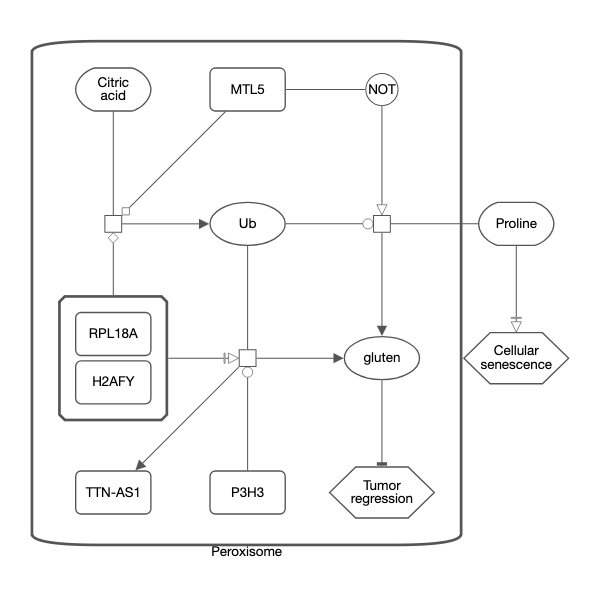 Citric
acid
MTL5
NOT
Ub
Proline
RPL18A
H2AFY
gluten
Cellular
senescence
TTN-AS1
P3H3
Tumor
regression
Peroxisome